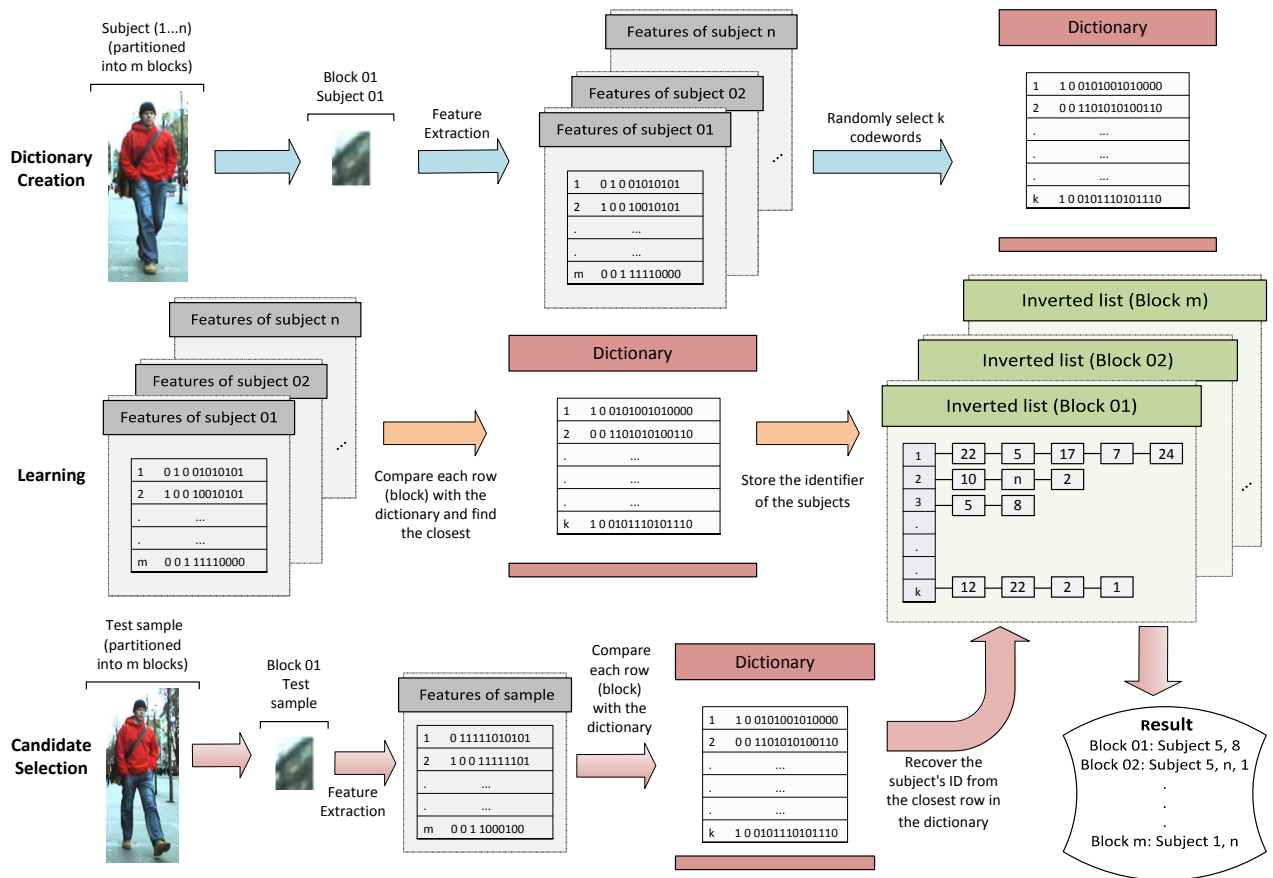 Subject (1...n)
(partitioned
into m blocks)
Dictionary
Creation
Block 01
Subject 01
Feature
Extraction
Features of subject n
Features of subject 02
Features of subject 01
1 0 1 0 01010101
2 1 0 0 10010101
. ...
. ...
m 0 0 1 11110000
...
Randomly select k
codewords
Dictionary
1 1 0 0101001010000
2 0 0 1101010100110
. ...
. ...
. ...
k 1 0 0101110101110
Learning
Features of subject n
Features of subject 02
Features of subject 01
1 0 1 0 01010101
2 1 0 0 10010101
. ...
. ...
m 0 0 1 11110000
...
Compare each row
(block) with the
dictionary and find
the closest
Dictionary
1 1 0 0101001010000
2 0 0 1101010100110
. ...
. ...
. ...
k 1 0 0101110101110
Store the identifier
of the subjects
Inverted list (Block m)
Inverted list (Block 02)
Inverted list (Block 01)
1 22 5 17 7 24
2 10 n 2
3 5 8
.
.
.
k 12 22 2 1
...
Candidate
Selection
Test sample
(partitioned
into m blocks)
Block 01
Test
sample
Feature
Extraction
Features of sample
1 0 11111010101
2 1 0 0 11111101
. ...
. ...
m 0 0 1 1000100
Compare
each row
(block)
with the
dictionary
Dictionary
1 1 0 0101001010000
2 0 0 1101010100110
. ...
. ...
. ...
k 1 0 0101110101110
Recover the
subject's ID from
the closest row in
the dictionary
Result
Block 01: Subject 5, 8
Block 02: Subject 5, n, 1
.
.
.
Block m: Subject 1, n